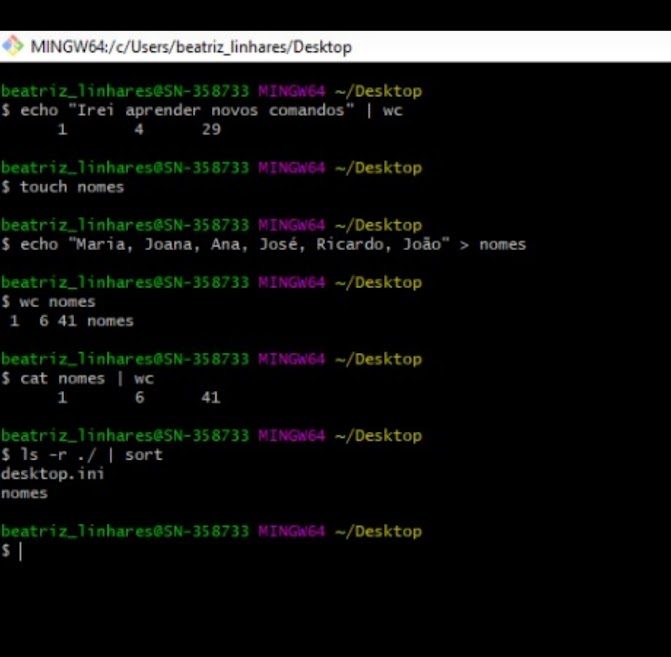 MINGW64:/c/Users/beatriz_linhares/Desktop
beatriz_linhares@SN-358733 MINGW64 ~/Desktop
$ echo "Irei aprender novos comandos" | wc
1 4 29
beatriz_linhares@SN-358733 MINGW64 ~/Desktop
$ touch nomes
beatriz_linhares@SN-358733 MINGW64 ~/Desktop
$ echo "Maria, Joana, Ana, José, Ricardo, João" > nomes
beatriz_linhares@SN-358733 MINGW64 ~/Desktop
$ wc nomes
1 6 41 nomes
beatriz_linhares@SN-358733 MINGW64 ~/Desktop
$ cat nomes | wc
1 6 41
beatriz_linhares@SN-358733 MINGW64 ~/Desktop
$ ls -r ./ | sort
desktop.ini
nomes
beatriz_linhares@SN-358733 MINGW64 ~/Desktop
$